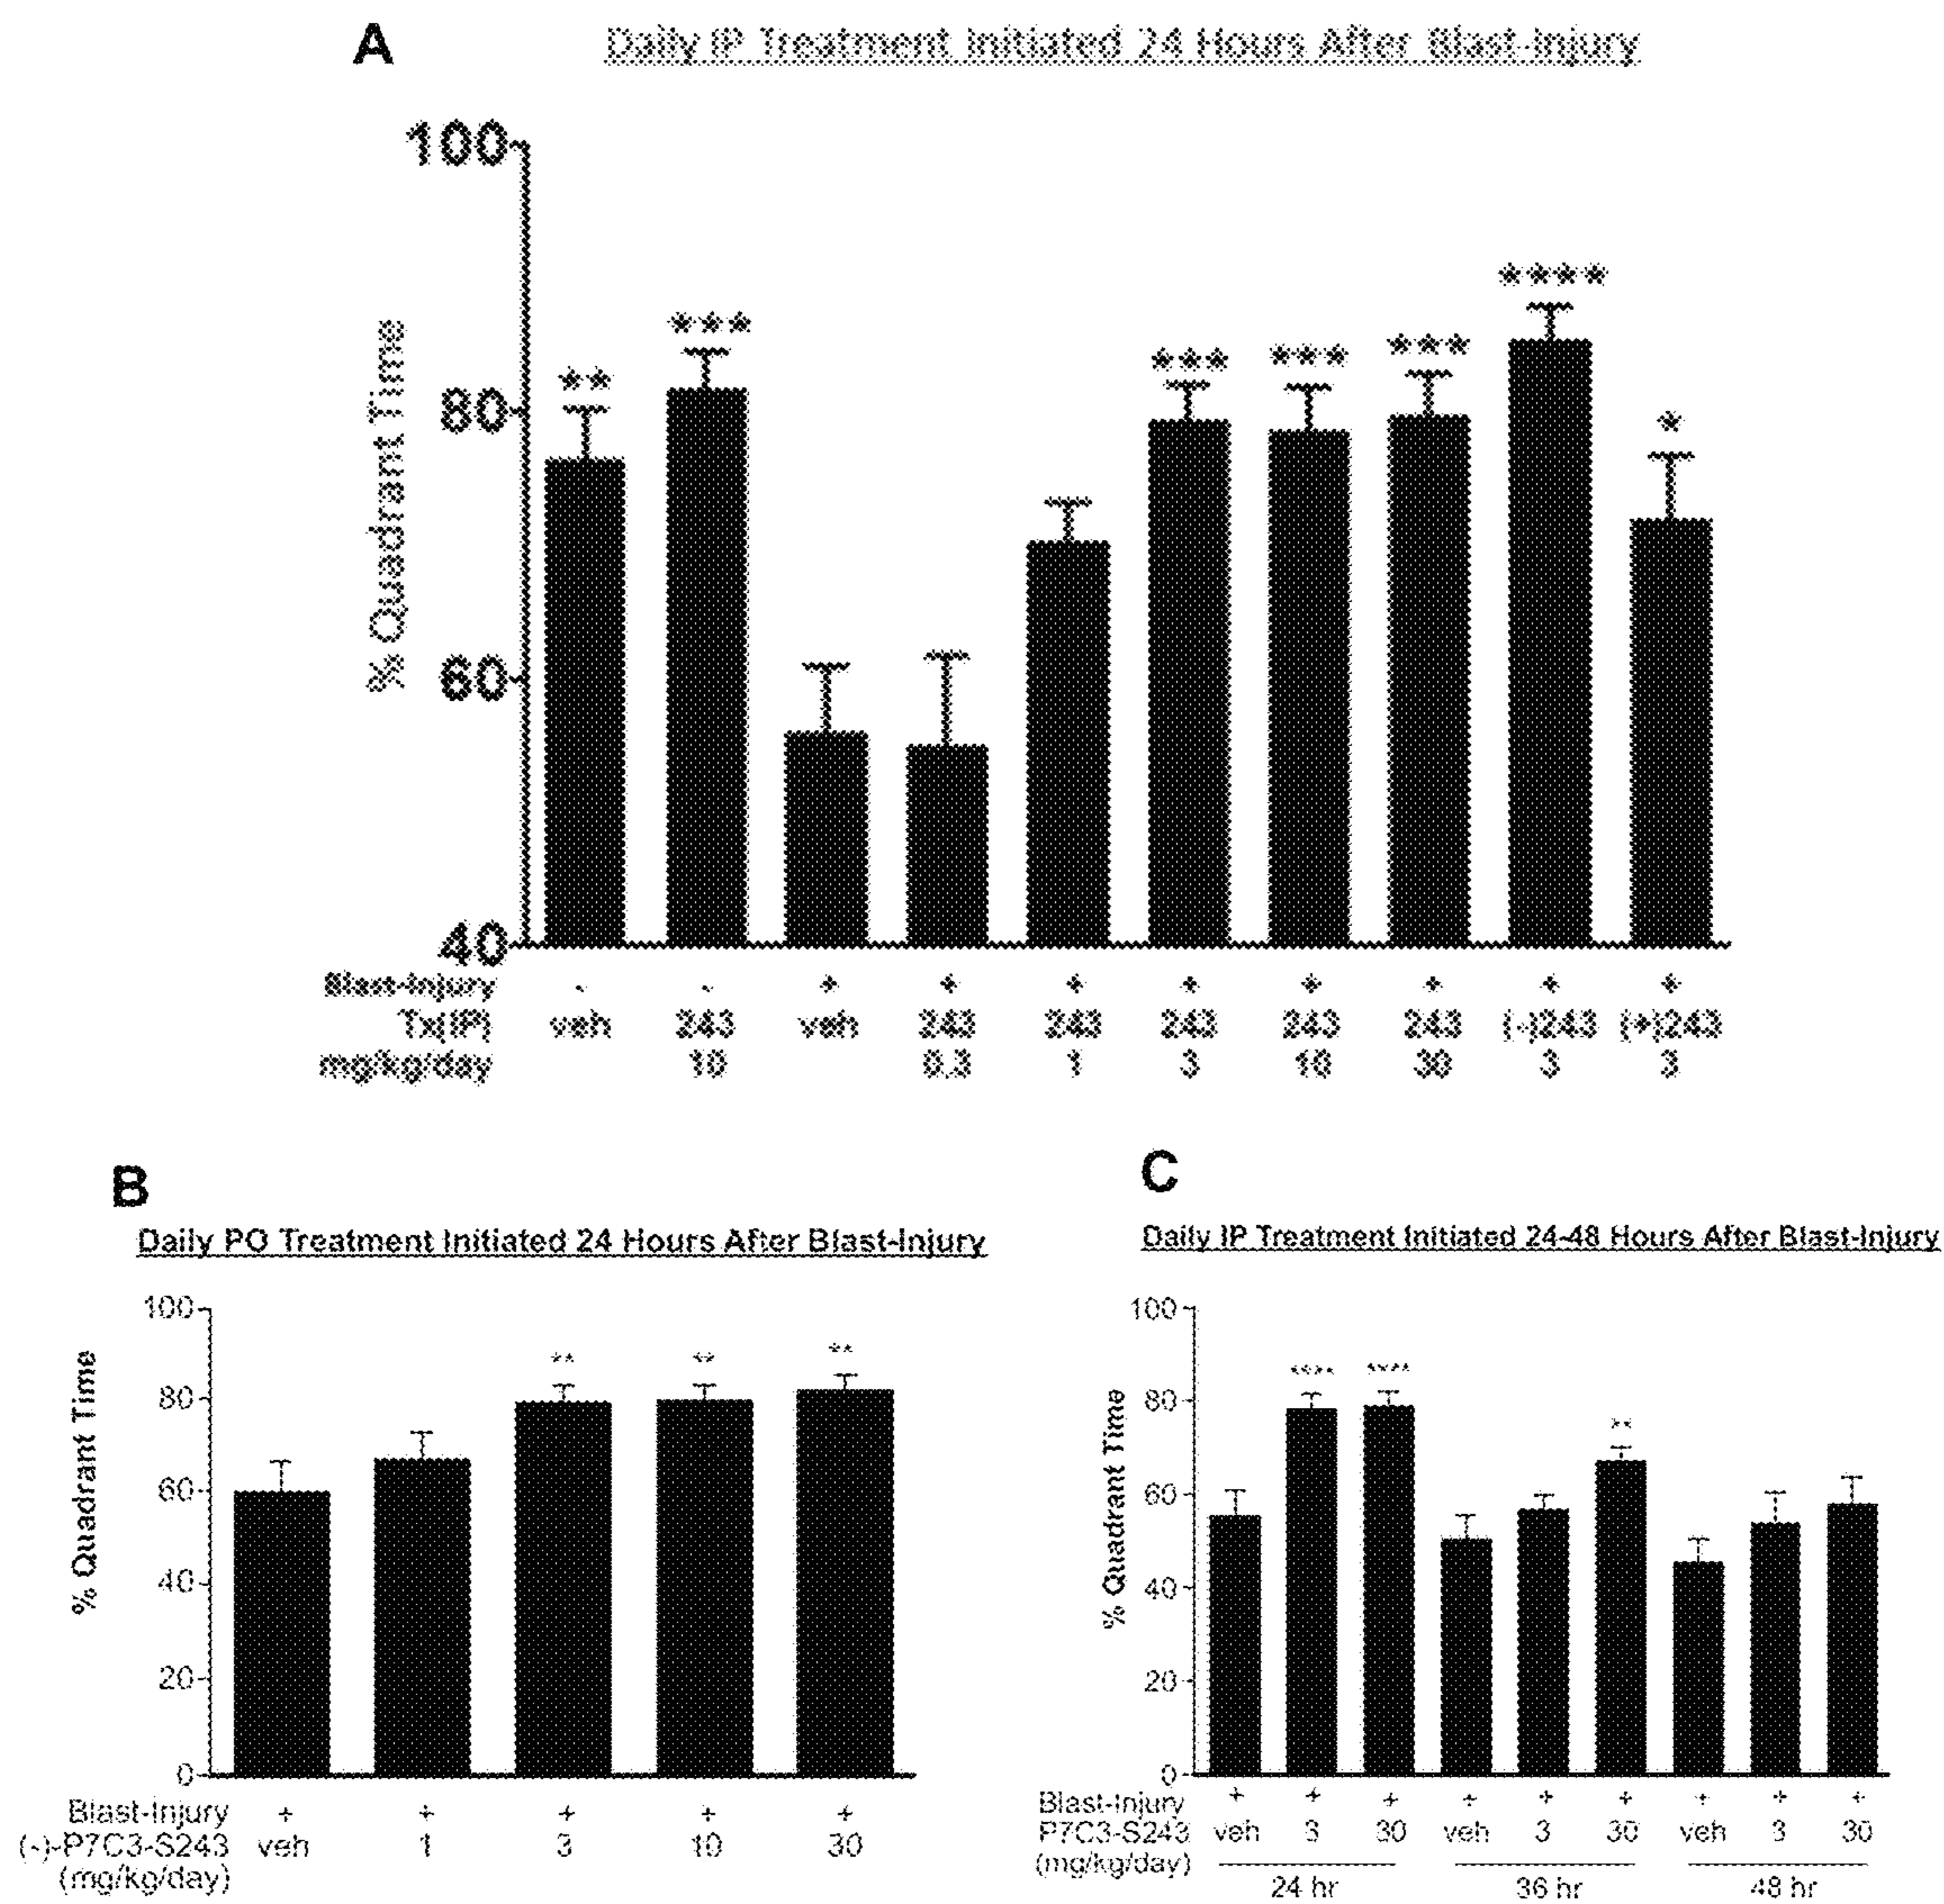 A
Daily IP Treatment Initiated 24 Hours After Blast-Injury
% Quadrant Time
100
80
60
40
** *** *** *** *** **** *
Blast-Injury - - + + + + + + + +
Tx(IP) veh 243 veh 243 243 243 243 243 (-)243 (+)243
mg/kg/day 10 0.3 1 3 10 30 3 3
B
Daily PO Treatment Initiated 24 Hours After Blast-Injury
% Quadrant Time
100
80
60
40
20
0
** ** **
Blast-Injury + + + + +
(-)-P7C3-S243 veh 1 3 10 30
(mg/kg/day)
C
Daily IP Treatment Initiated 24-48 Hours After Blast-Injury
% Quadrant Time
100
80
60
40
20
0
**** **** **
Blast-Injury + + + + + + + + +
P7C3-S243 veh 3 30 veh 3 30 veh 3 30
(mg/kg/day)
24 hr 36 hr 48 hr